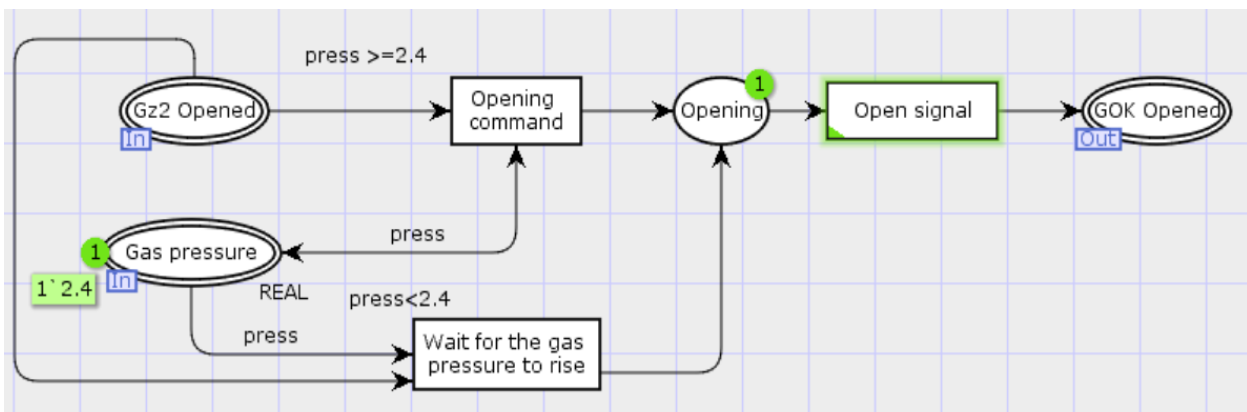 press >=2.4
Gz2 Opened
In
Opening
command
Opening
1
Open signal
GOK Opened
Out
press
1
Gas pressure
In
1`2.4
REAL
press<2.4
press
Wait for the gas
pressure to rise